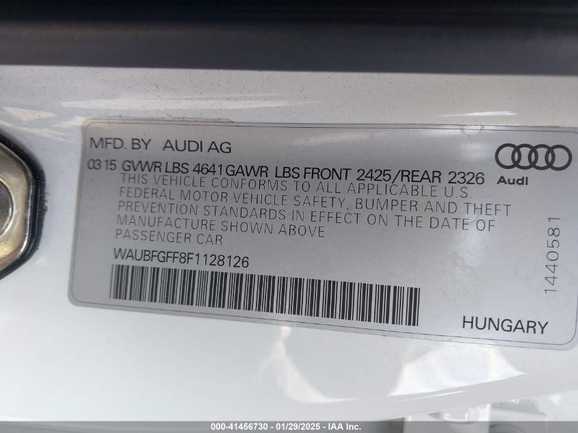 MFD. BY AUDI AG
03 15 GVWR LBS 4641 GAWR LBS FRONT 2425/REAR 2326
THIS VEHICLE CONFORMS TO ALL APPLICABLE U.S
FEDERAL MOTOR VEHICLE SAFETY, BUMPER AND THEFT
PREVENTION STANDARDS IN EFFECT ON THE DATE OF
MANUFACTURE SHOWN ABOVE
PASSENGER CAR
WAUBFGFF8F1128126
Audi
1440581
HUNGARY
000-41456730 - 01/29/2025 - IAA Inc.